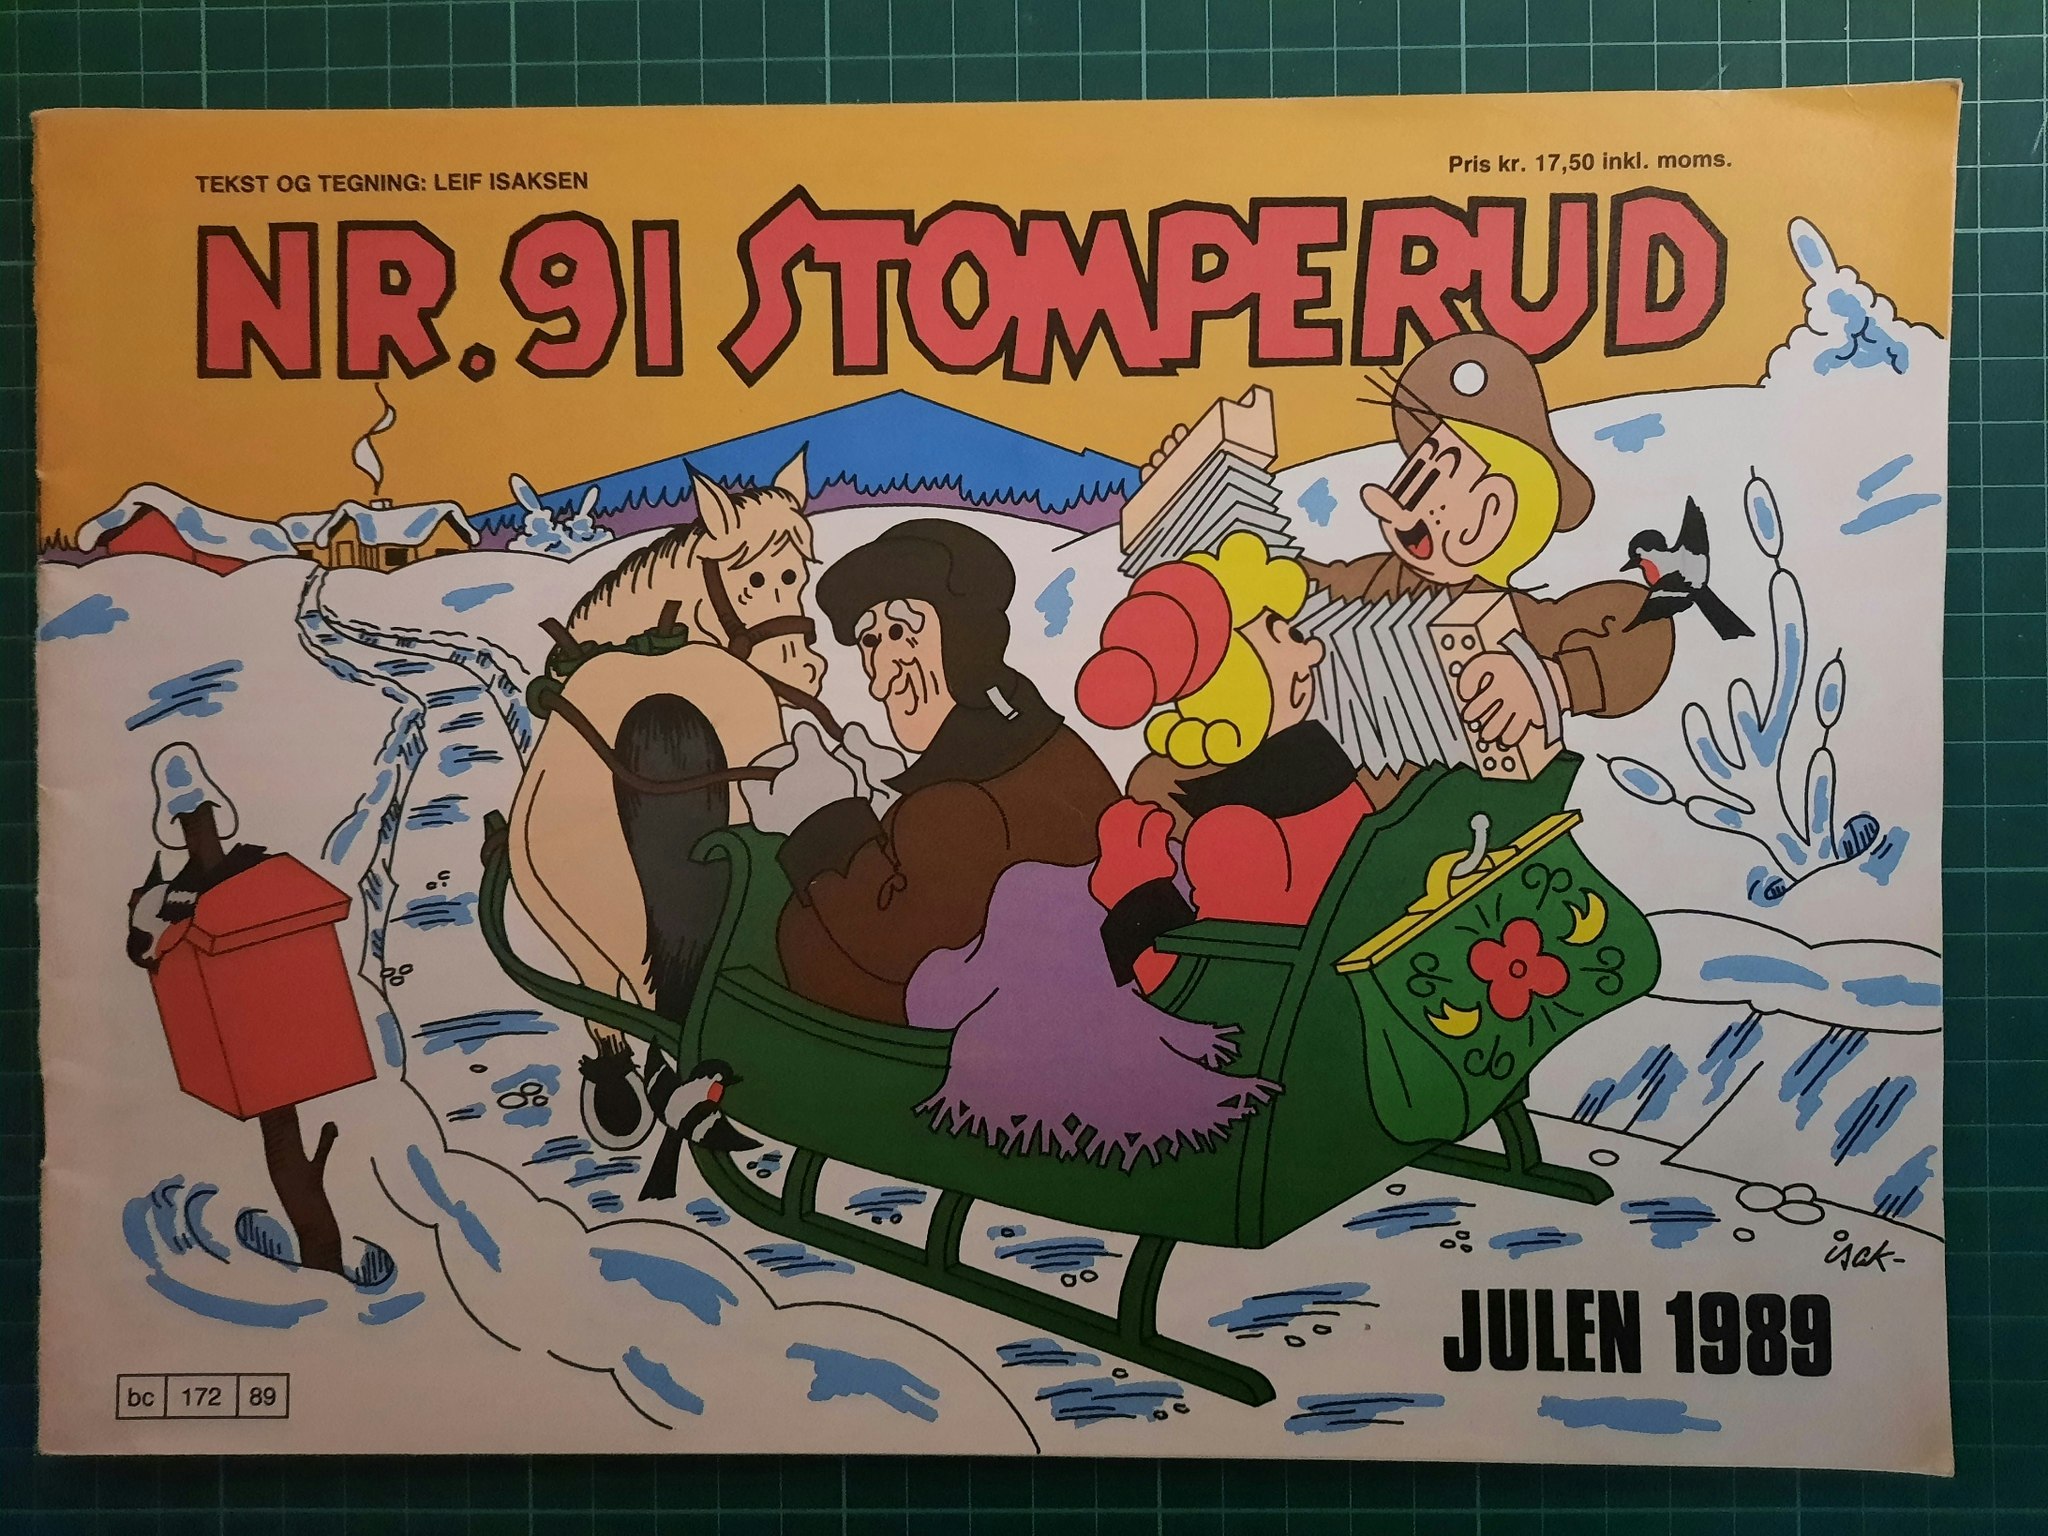 TEKST OG TEGNING: LEIF ISAKSEN
Pris kr. 17,50 inkl. moms.
NR. 91 STOMPERUD
isak-
JULEN 1989
bc 172 89